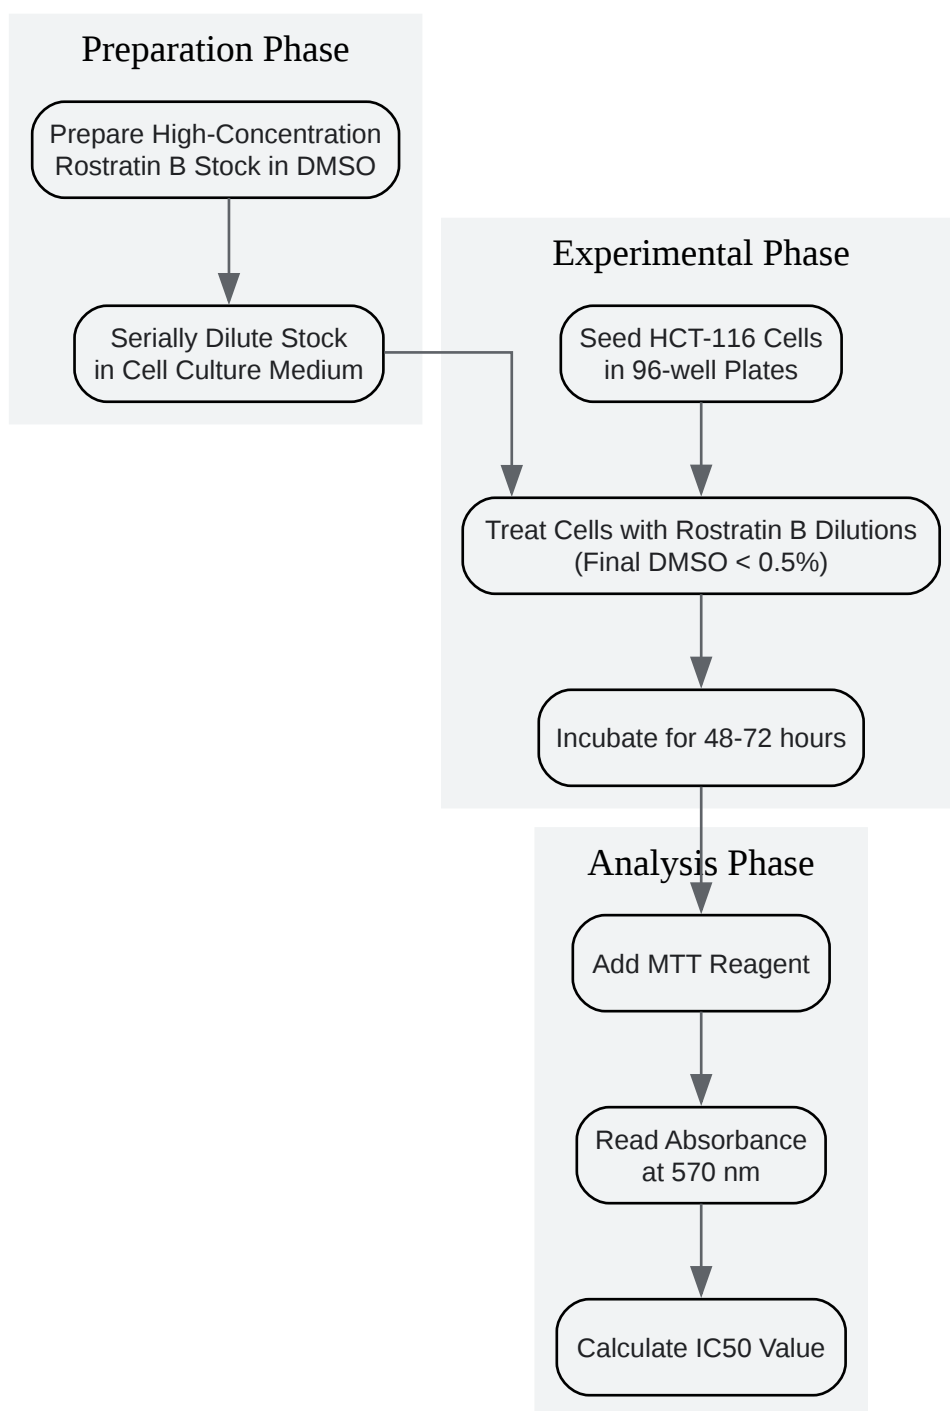 Preparation Phase
Prepare High-Concentration
Rostratin B Stock in DMSO
Serially Dilute Stock
in Cell Culture Medium
Experimental Phase
Seed HCT-116 Cells
in 96-well Plates
Treat Cells with Rostratin B Dilutions
(Final DMSO < 0.5%)
Incubate for 48-72 hours
Analysis Phase
Add MTT Reagent
Read Absorbance
at 570 nm
Calculate IC50 Value